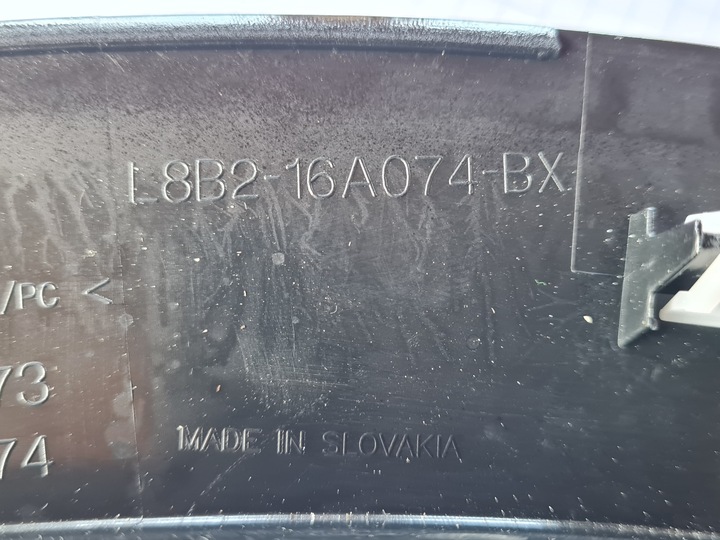 L8B2-16A074-BX
/PC <
73
74
MADE IN SLOVAKIA